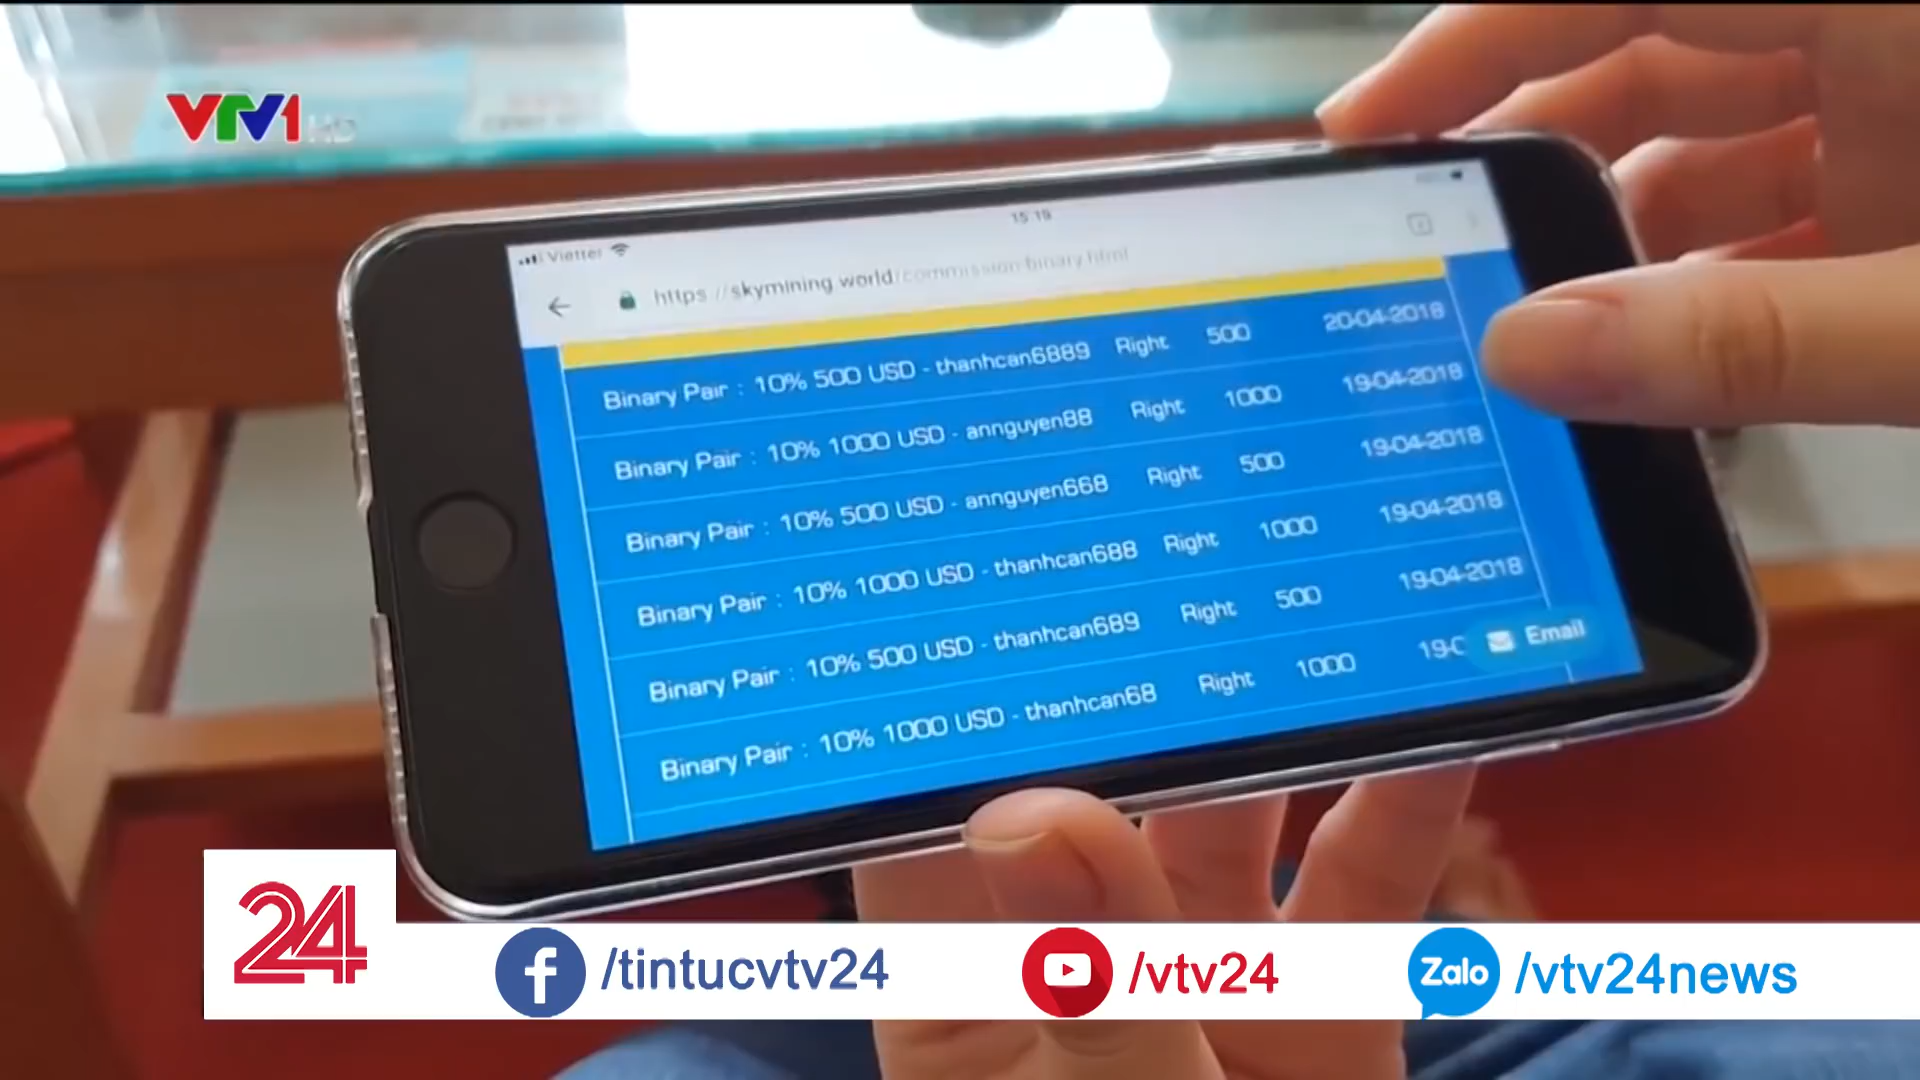 VTV1 HD
Viettel 15:19
https://skymining.world/commission-binary.html
Binary Pair : 10% 500 USD - thanhcan6889 Right 500 20-04-2018
Binary Pair : 10% 1000 USD - annguyen88 Right 1000 19-04-2018
Binary Pair : 10% 500 USD - annguyen668 Right 500 19-04-2018
Binary Pair : 10% 1000 USD - thanhcan688 Right 1000 19-04-2018
Binary Pair : 10% 500 USD - thanhcan689 Right 500 19-04-2018
Binary Pair : 10% 1000 USD - thanhcan68 Right 1000
Email
24 /tintucvtv24 /vtv24 Zalo /vtv24news